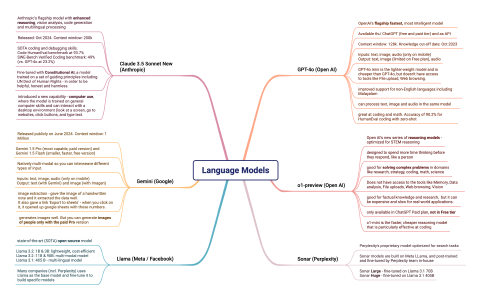 Anthropic's flagship model with enhanced
reasoning, vision analysis, code generation
and multilingual processing
Released: Oct 2024. Context window: 200k
SOTA coding and debugging skills.
Code HumanEval benchmark at 93.7%
SWE-Bench Verified Coding benchmark: 49%
(vs. GPT-4o at 23.2%)
Fine-tuned with Constitutional AI: a model
trained on a set of guiding principles including
UN Decl of Human Rights - in order to be
helpful, honest and harmless.
introduced a new capability - computer use,
where the model is trained on general
computer skills and can interact with a
desktop environment (look at a screen, go to
websites, click buttons, and type text.
Claude 3.5 Sonnet New
(Anthropic)
Released publicly on June 2024. Context window: 1
Million
Gemini 1.5 Pro (most capable, paid version) and
Gemini 1.5 Flash (smaller, faster, free version)
Natively multi-modal so you can interweave different
types of input
Inputs: text, image, audio (only on mobile)
Output: text (with Gemini) and Image (with Imagen)
image extraction - gave the image of a handwritten
note and it extracted the data well.
It also gave a link 'Export to sheets' - when you click on
it, it opened up google sheets with these numbers
generates images well. But you can generate images
of people only with the paid Pro version
Gemini (Google)
state-of-the-art (SOTA) open-source model
Llama 3.2: 1B & 3B: lightweight, cost-efficient
Llama 3.2: 11B & 90B: multi-modal model
Llama 3.1: 405 B - multi-lingual model
Many companies (incl. Perplexity) uses
Llama as the base model and fine-tune it to
build specific models
Llama (Meta / Facebook)
Language Models
OpenAI's flagship fastest, most intelligent model
Available thru' ChatGPT (free and paid tier) and as API
Context window: 128k. Knowledge cut off date: Oct 2023
Inputs: text, image, audio (only on mobile)
Output: text, image (limited on Free plan), audio
GPT-4o mini is the lighter-weight model and is
cheaper than GPT-4o, but doesn't have access
to tools like File upload, Web browsing.
improved support for non-English languages including
Malayalam
can process text, image and audio in the same model
great at coding and math. Accuracy of 90.2% for
HumanEval coding with zero-shot
GPT-4o (Open AI)
Open AI's new series of reasoning models -
optimized for STEM reasoning.
designed to spend more time thinking before
they respond, like a person
good for solving complex problems in domains
like research, strategy, coding, math, science
Does not have access to the tools like Memory, Data
analysis, File uploads, Web browsing, Vision
good for factual knowledge and research, but it can
be expensive and slow for real-world applications
only available in ChatGPT Paid plan, not in Free tier
o1-mini is the faster, cheaper reasoning model
that is particularly effective at coding
o1-preview (Open AI)
Perplexity's proprietary model optimized for search tasks
Sonar models are built on Meta LLama, and post-trained
and fine-tuned by Perplexity team in-house
Sonar Large - fine-tuned on Llama 3.1 70B
Sonar Huge - fine-tuned on Llama 3.1 405B
Sonar (Perplexity)